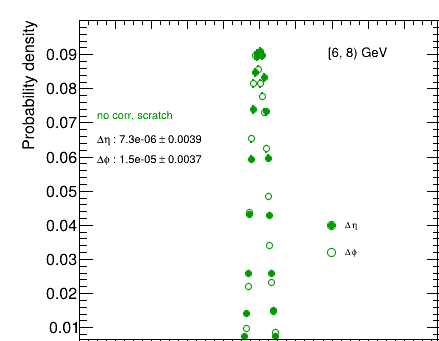 Probability density
0.09
0.08
0.07
0.06
0.05
0.04
0.03
0.02
0.01
[6, 8) GeV
no corr, scratch
Δη : 7.3e-06 ± 0.0039
Δϕ : 1.5e-05 ± 0.0037
Δη
Δϕ